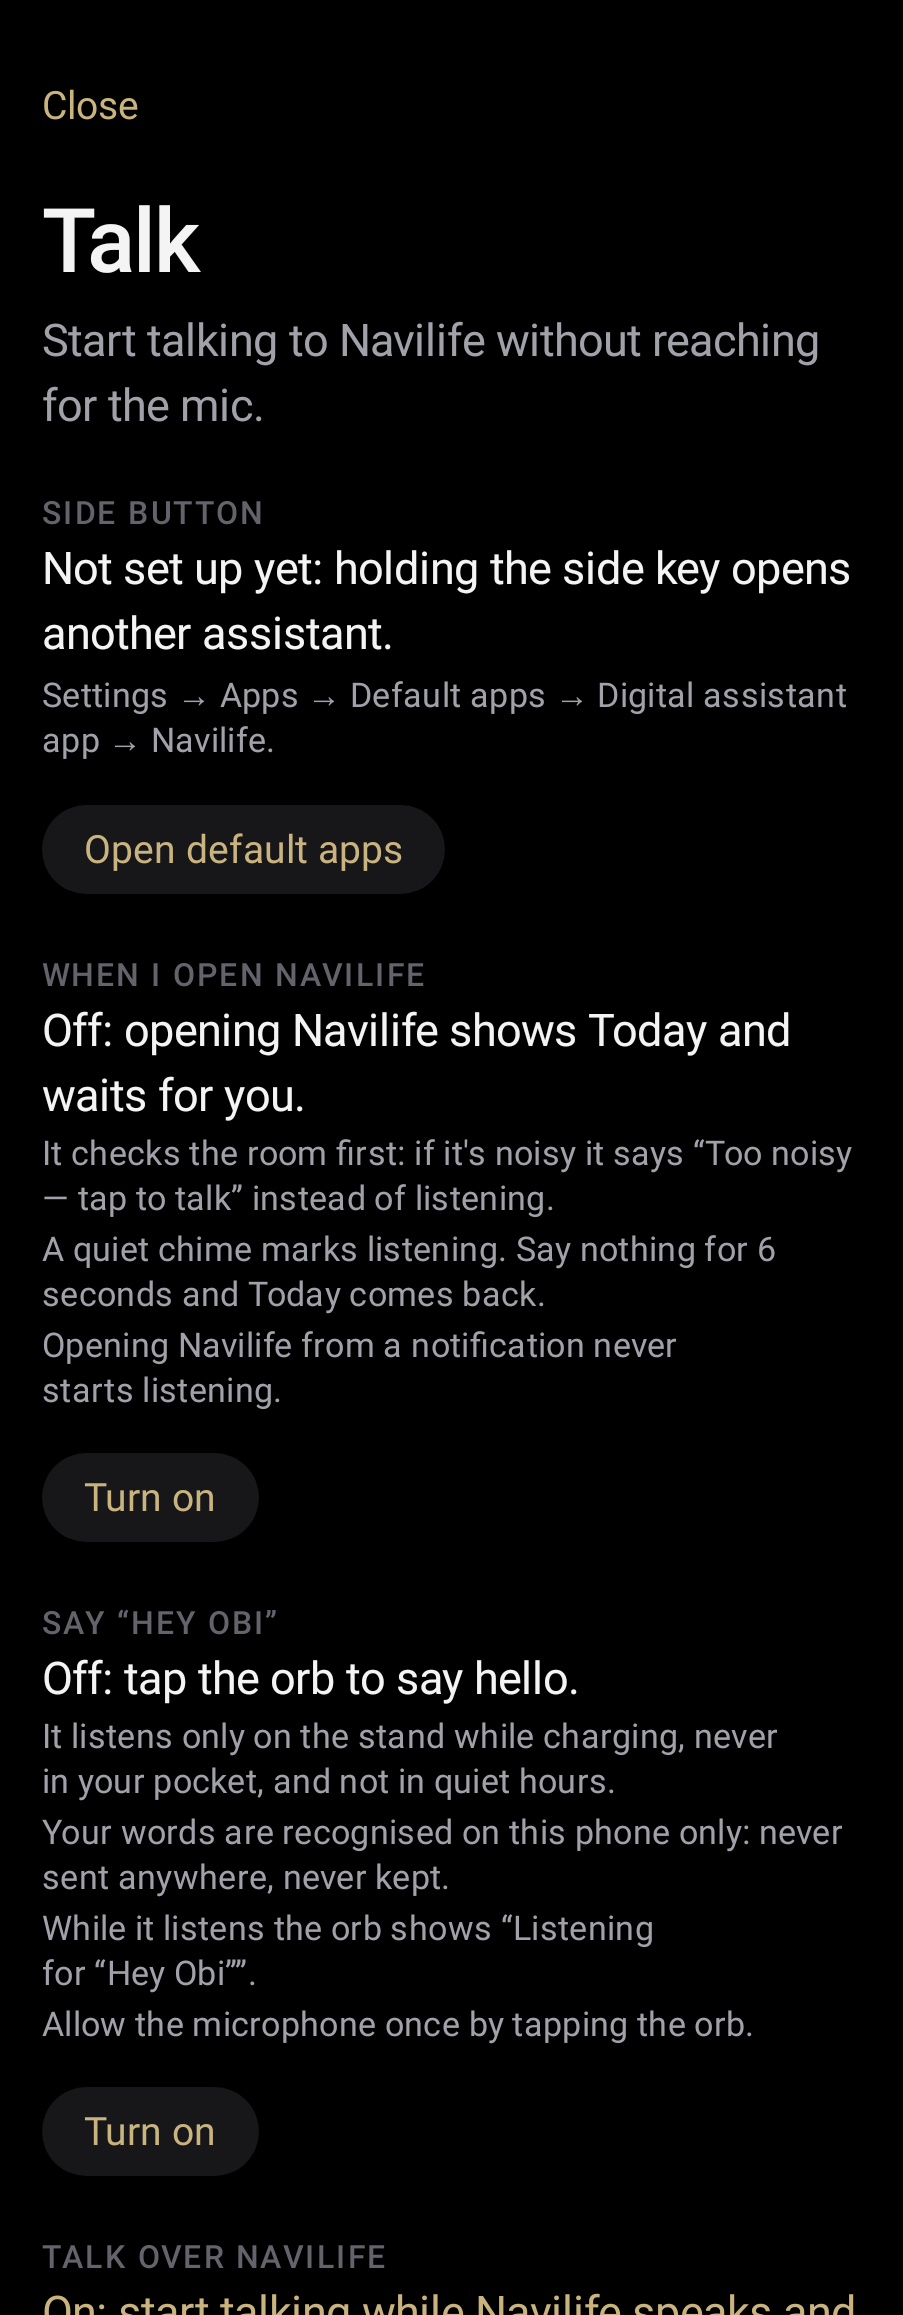 Close
Talk
Start talking to Navilife without reaching
for the mic.
SIDE BUTTON
Not set up yet: holding the side key opens
another assistant.
Settings → Apps → Default apps → Digital assistant
app → Navilife.
Open default apps
WHEN I OPEN NAVILIFE
Off: opening Navilife shows Today and
waits for you.
It checks the room first: if it's noisy it says “Too noisy
— tap to talk” instead of listening.
A quiet chime marks listening. Say nothing for 6
seconds and Today comes back.
Opening Navilife from a notification never
starts listening.
Turn on
SAY “HEY OBI”
Off: tap the orb to say hello.
It listens only on the stand while charging, never
in your pocket, and not in quiet hours.
Your words are recognised on this phone only: never
sent anywhere, never kept.
While it listens the orb shows “Listening
for “Hey Obi””.
Allow the microphone once by tapping the orb.
Turn on
TALK OVER NAVILIFE
On: start talking while Navilife speaks and